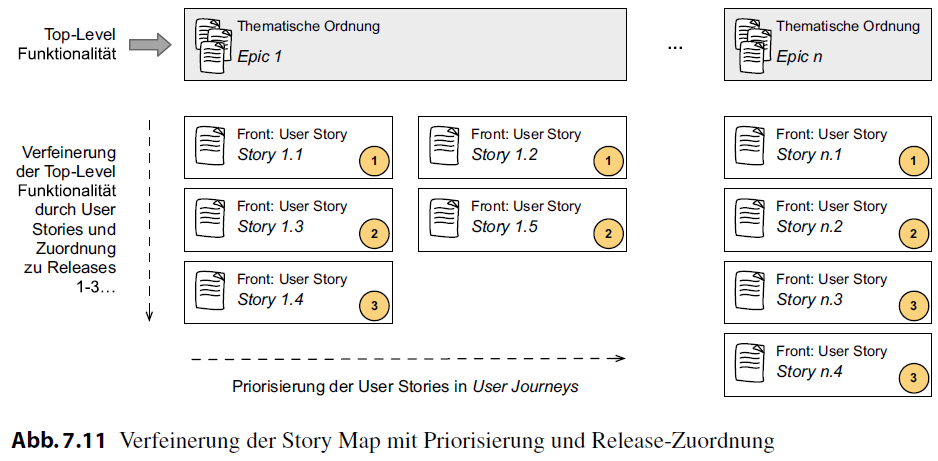 Top-Level
Funktionalität
Thematische Ordnung
Epic 1
...
Thematische Ordnung
Epic n
Verfeinerung
der Top-Level
Funktionalität
durch User
Stories und
Zuordnung
zu Releases
1-3…
Front: User Story
Story 1.1
1
Front: User Story
Story 1.2
1
Front: User Story
Story n.1
1
Front: User Story
Story 1.3
2
Front: User Story
Story 1.5
2
Front: User Story
Story n.2
2
Front: User Story
Story 1.4
3
Front: User Story
Story n.3
3
Front: User Story
Story n.4
3
Priorisierung der User Stories in User Journeys
Abb. 7.11 Verfeinerung der Story Map mit Priorisierung und Release-Zuordnung